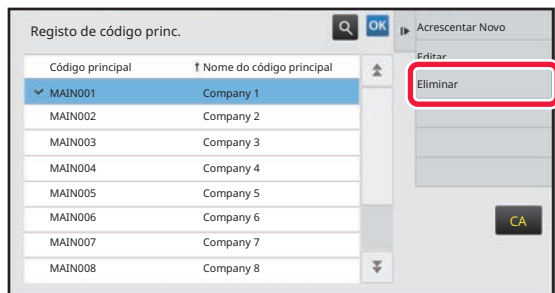 Registo de código princ.
OK
Acrescentar Novo
Editar
Eliminar
Código principal Nome do código principal
MAIN001 Company 1
MAIN002 Company 2
MAIN003 Company 3
MAIN004 Company 4
MAIN005 Company 5
MAIN006 Company 6
MAIN007 Company 7
MAIN008 Company 8
CA